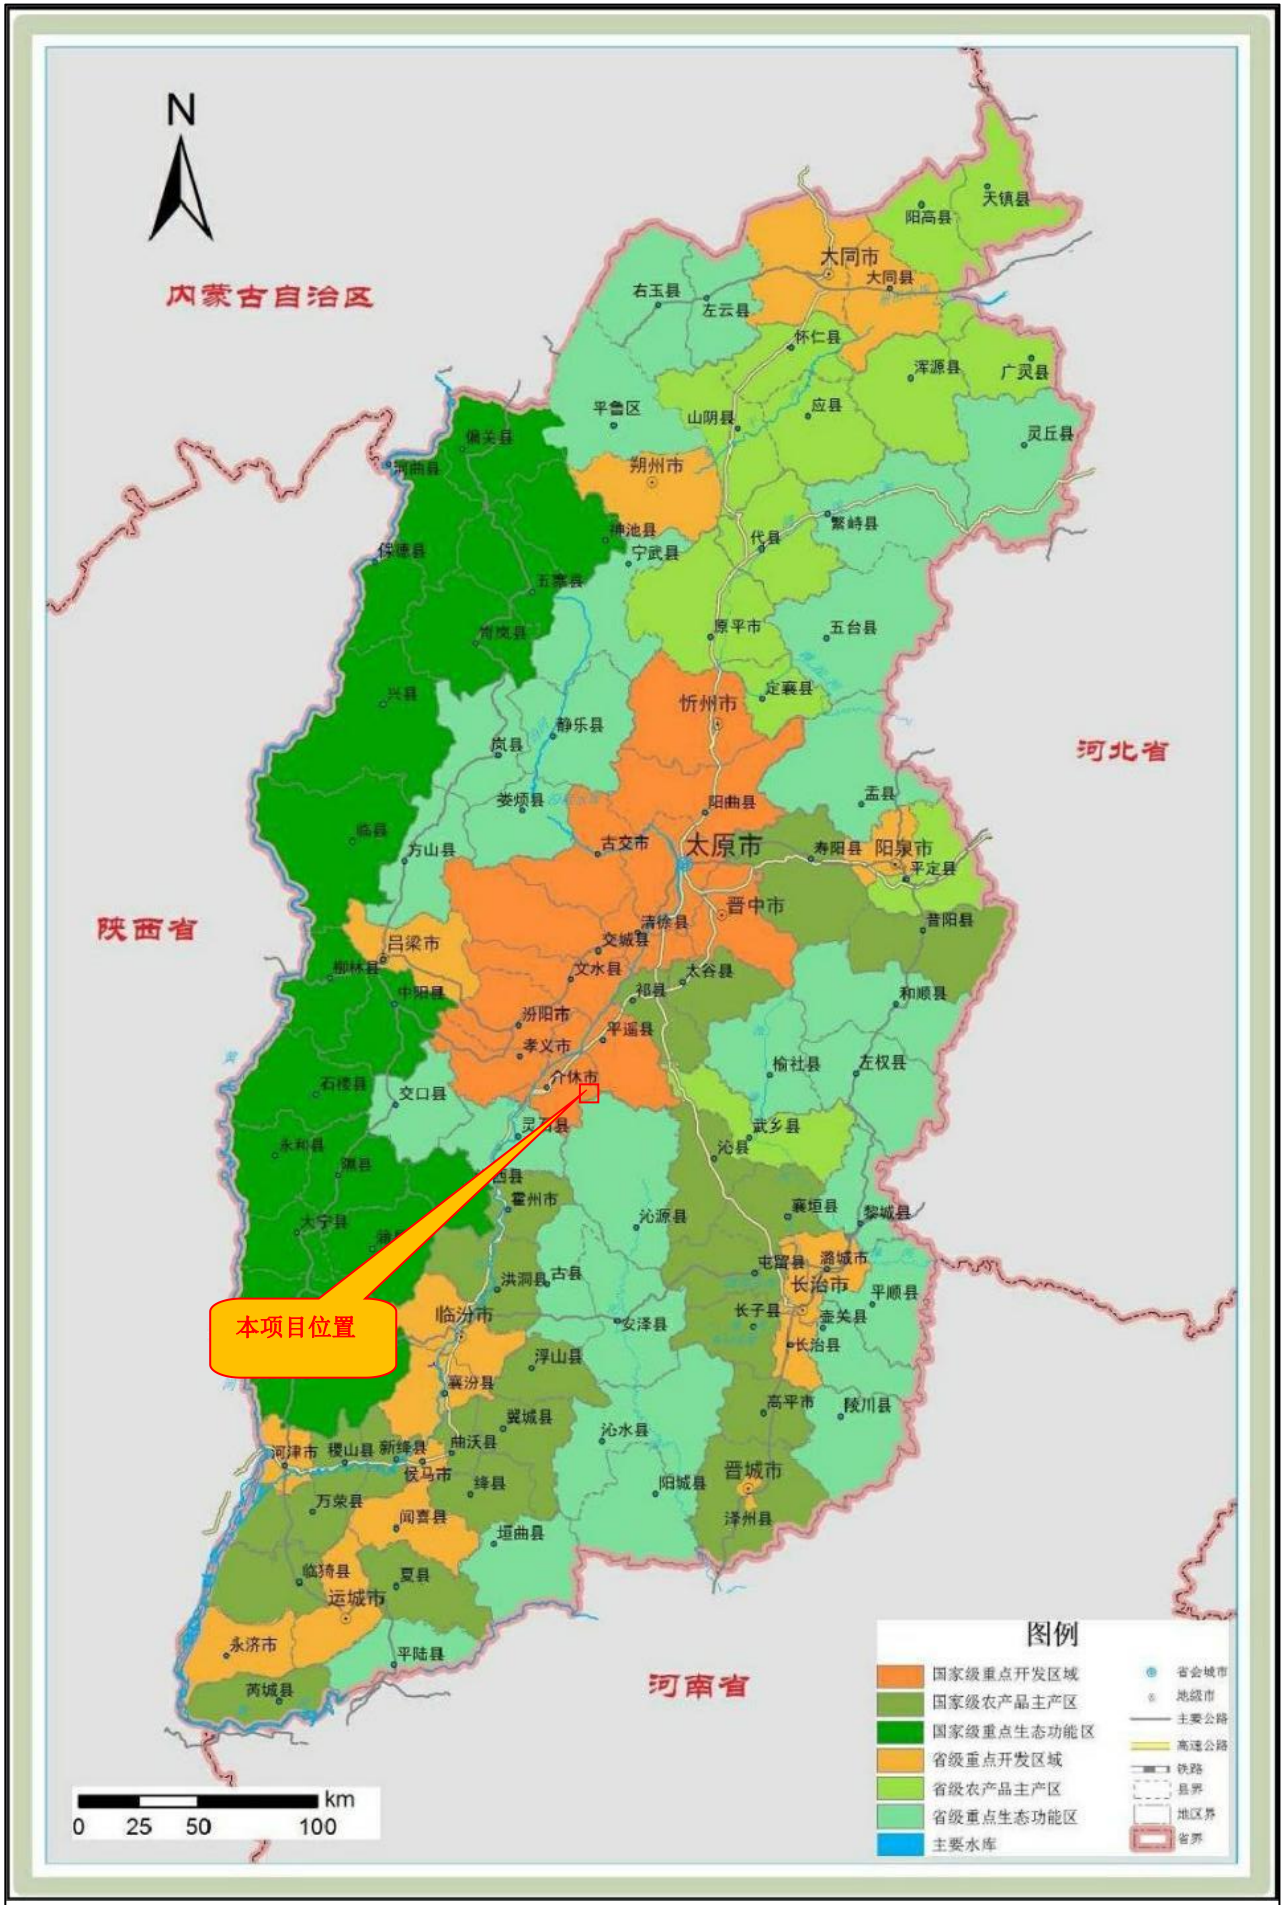 N
内蒙古自治区
天镇县
阳高县
大同市
大同县
右玉县
左云县
怀仁县
浑源县
广灵县
平鲁区
山阴县
应县
灵丘县
偏关县
河曲县
朔州市
神池县
宁武县
代县
繁峙县
保德县
五寨县
岢岚县
原平市
五台县
定襄县
兴县
忻州市
静乐县
岚县
河北省
娄烦县
阳曲县
盂县
临县
方山县
古交市
太原市
寿阳县
阳泉市
平定县
陕西省
晋中市
清徐县
昔阳县
吕梁市
交城县
柳林县
文水县
太谷县
中阳县
祁县
和顺县
汾阳市
平遥县
孝义市
榆社县
左权县
黄
介休市
石楼县
交口县
灵石县
武乡县
沁县
永和县
隰县
西县
霍州市
沁源县
襄垣县
黎城县
大宁县
屯留县
潞城市
洪洞县
古县
长治市
平顺县
临汾市
长子县
壶关县
本项目位置
安泽县
长治县
浮山县
河
襄汾县
高平市
陵川县
翼城县
沁水县
河津市
稷山县
新绛县
曲沃县
侯马市
晋城市
绛县
阳城县
万荣县
闻喜县
泽州县
垣曲县
临猗县
夏县
运城市
永济市
平陆县
芮城县
河南省
图例
国家级重点开发区域
省会城市
国家级农产品主产区
地级市
国家级重点生态功能区
主要公路
省级重点开发区域
高速公路
铁路
省级农产品主产区
县界
省级重点生态功能区
地区界
主要水库
省界
km
0 25 50 100